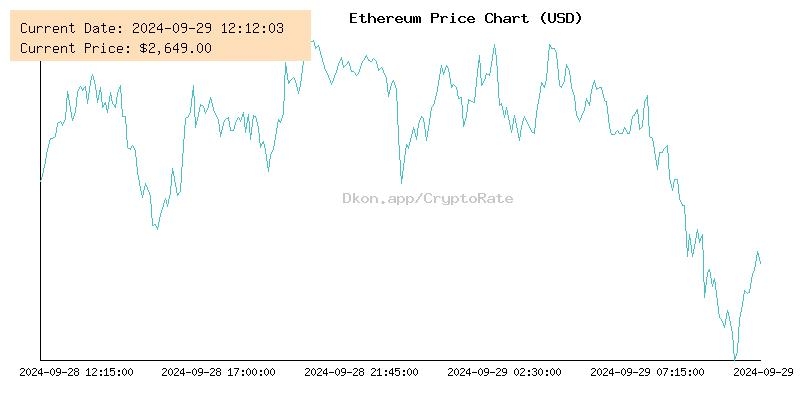 Ethereum Price Chart (USD)
Current Date: 2024-09-29 12:12:03
Current Price: $2,649.00
Dkon.app/CryptoRate
2024-09-28 12:15:00
2024-09-28 17:00:00
2024-09-28 21:45:00
2024-09-29 02:30:00
2024-09-29 07:15:00
2024-09-29